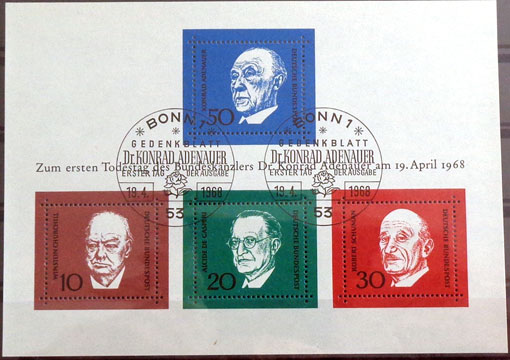 KONRAD ADENAUER
50
DEUTSCHE BUNDESPOST
BONN 1
GEDENKBLATT
Dr. KONRAD ADENAUER
ERSTER TAG DER AUSGABE
19.4. 1968
53
BONN 1
GEDENKBLATT
Dr. KONRAD ADENAUER
ERSTER TAG DER AUSGABE
19.4. 1968
53
Zum ersten Todestag des Bundeskanzlers Dr. Konrad Adenauer am 19. April 1968
WINSTON CHURCHILL
10
DEUTSCHE BUNDESPOST
ALCIDE DE GASPERI
20
DEUTSCHE BUNDESPOST
ROBERT SCHUMAN
30
DEUTSCHE BUNDESPOST